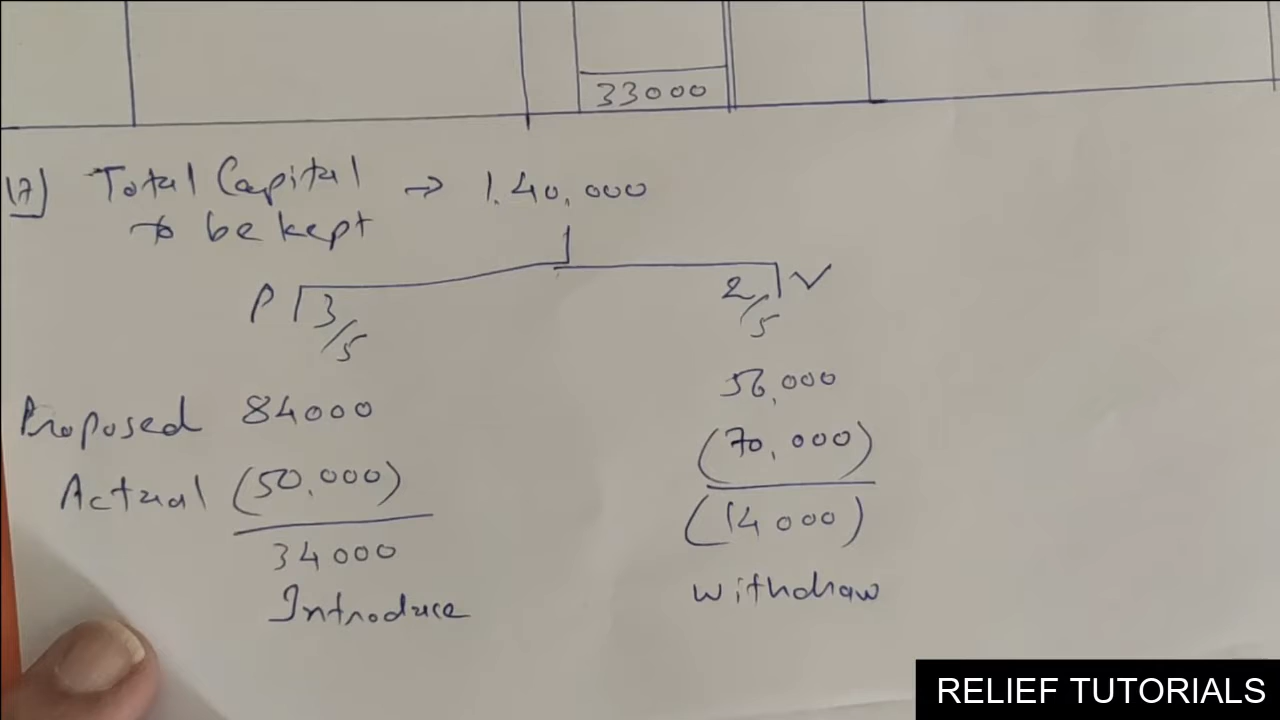 33000
17) Total Capital → 1,40,000
to be kept
P 3/5 2/5 V
Proposed 84000 56,000
Actual (50,000) (70,000)
34000 (14000)
Introduce withdraw
RELIEF TUTORIALS